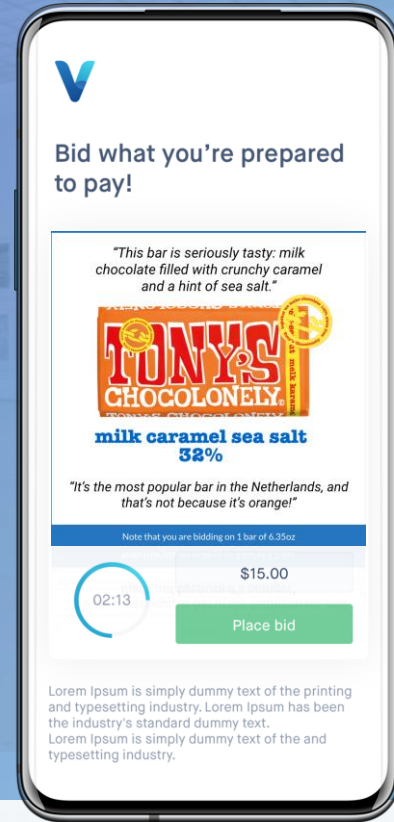 Bid what you're prepared
to pay!
"This bar is seriously tasty: milk
chocolate filled with crunchy caramel
and a hint of sea salt."
TONY'S
CHOCOLONELY
milk caramel sea salt
32%
"It's the most popular bar in the Netherlands, and
that's not because it's orange!"
Note that you are bidding on 1 bar of 6.35oz
$15.00
02:13
Place bid
Lorem Ipsum is simply dummy text of the printing
and typesetting industry. Lorem Ipsum has been
the industry's standard dummy text.
Lorem Ipsum is simply dummy text of the and
typesetting industry.